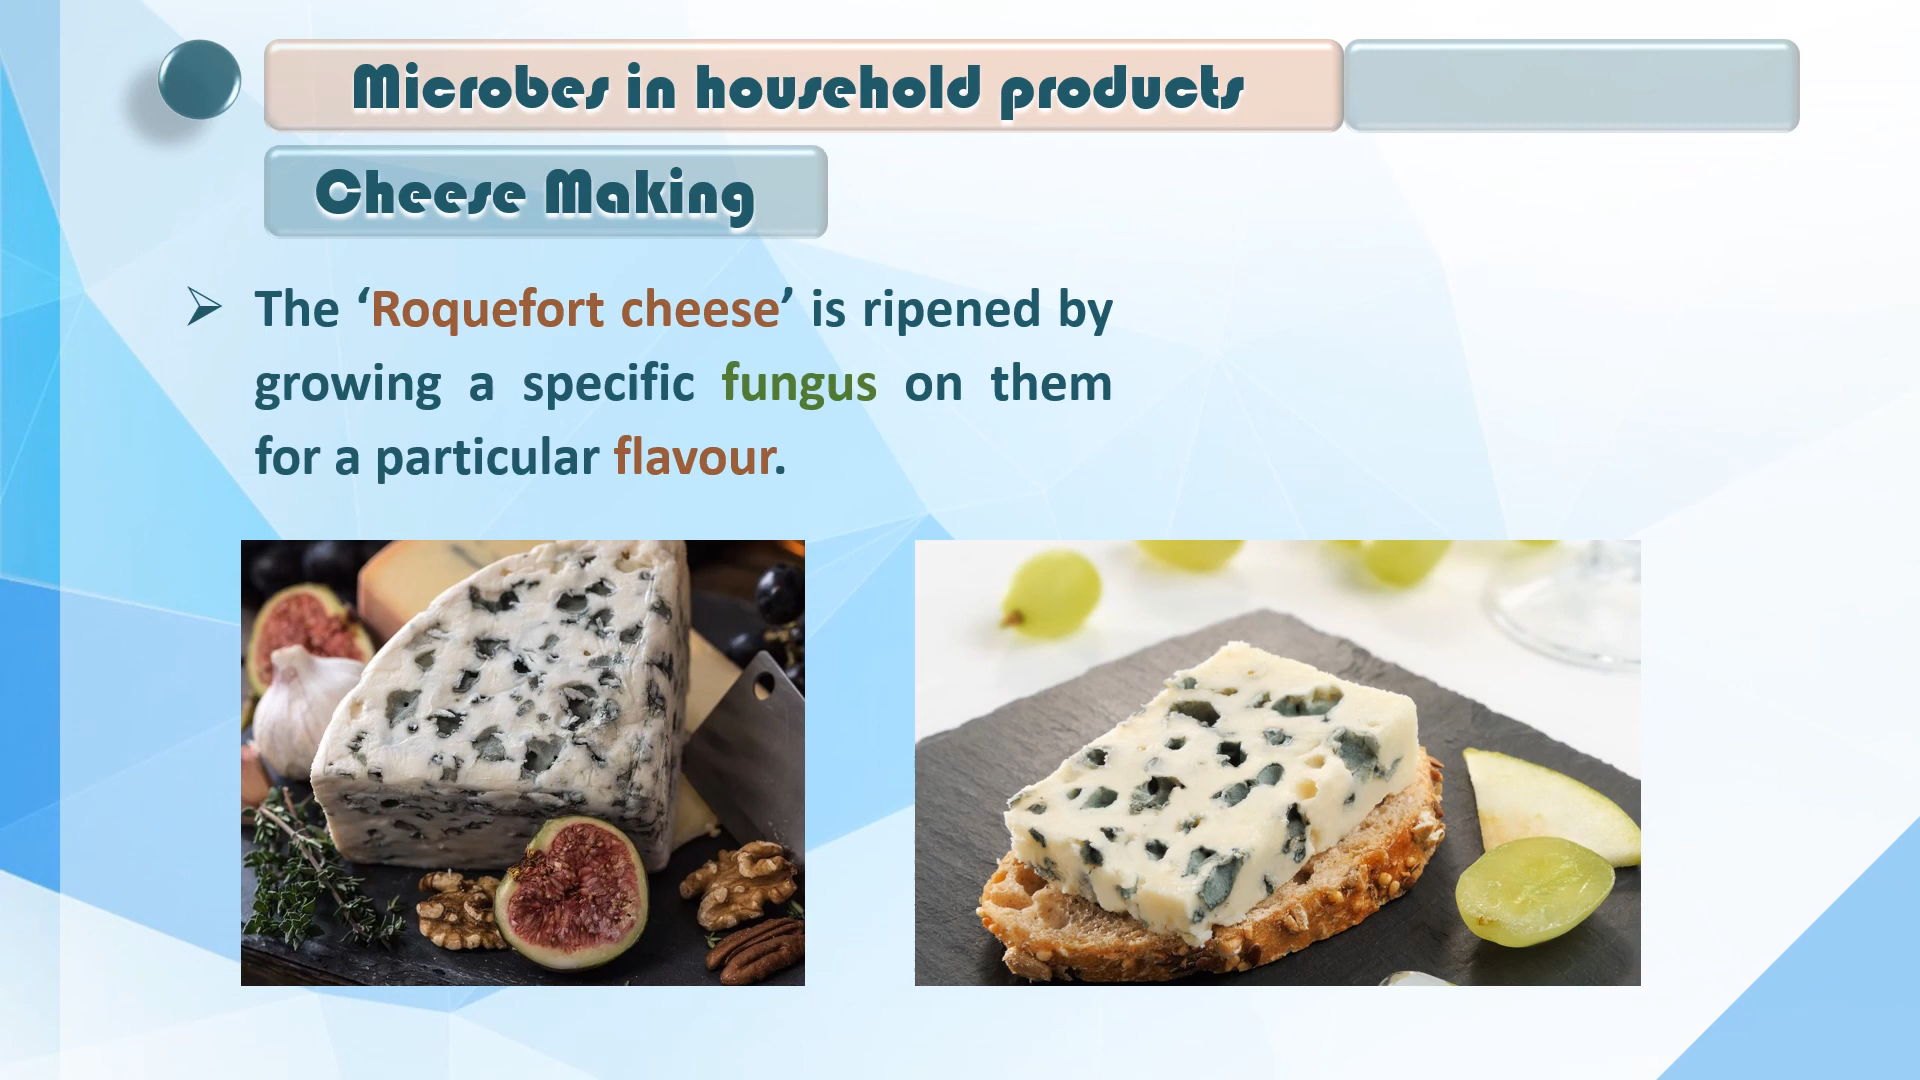 Microbes in household products
Cheese Making
The ‘Roquefort cheese’ is ripened by
growing a specific fungus on them
for a particular flavour.